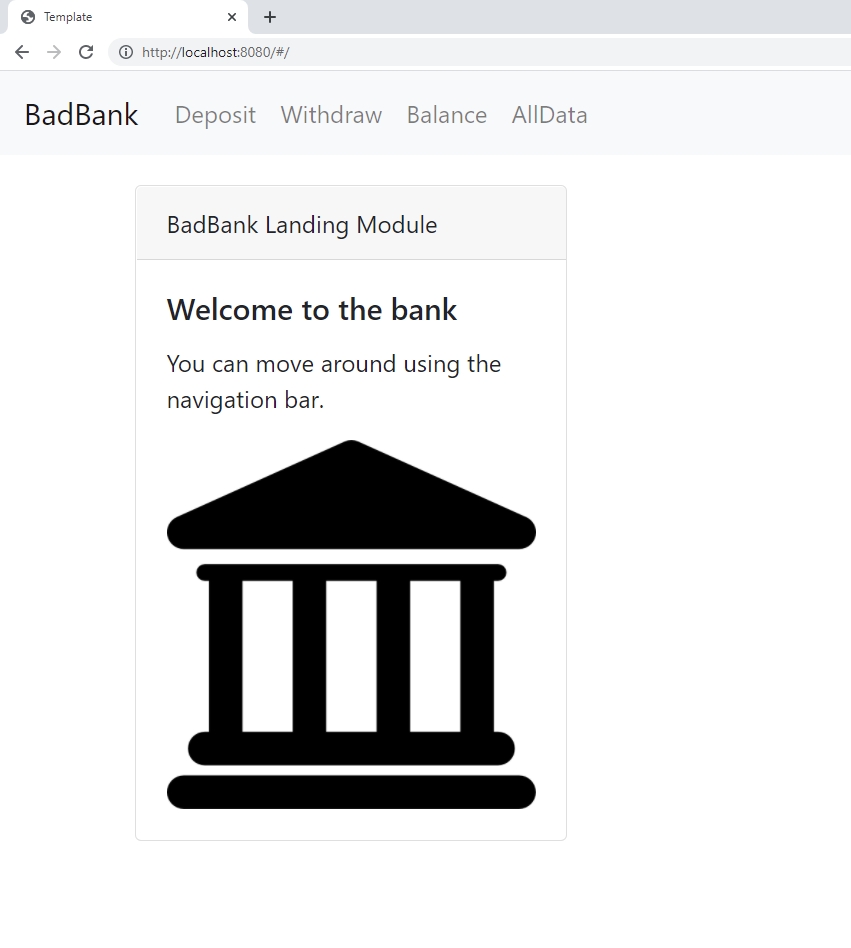 Template
http://localhost:8080/#/
BadBank Deposit Withdraw Balance AllData
BadBank Landing Module
Welcome to the bank
You can move around using the
navigation bar.